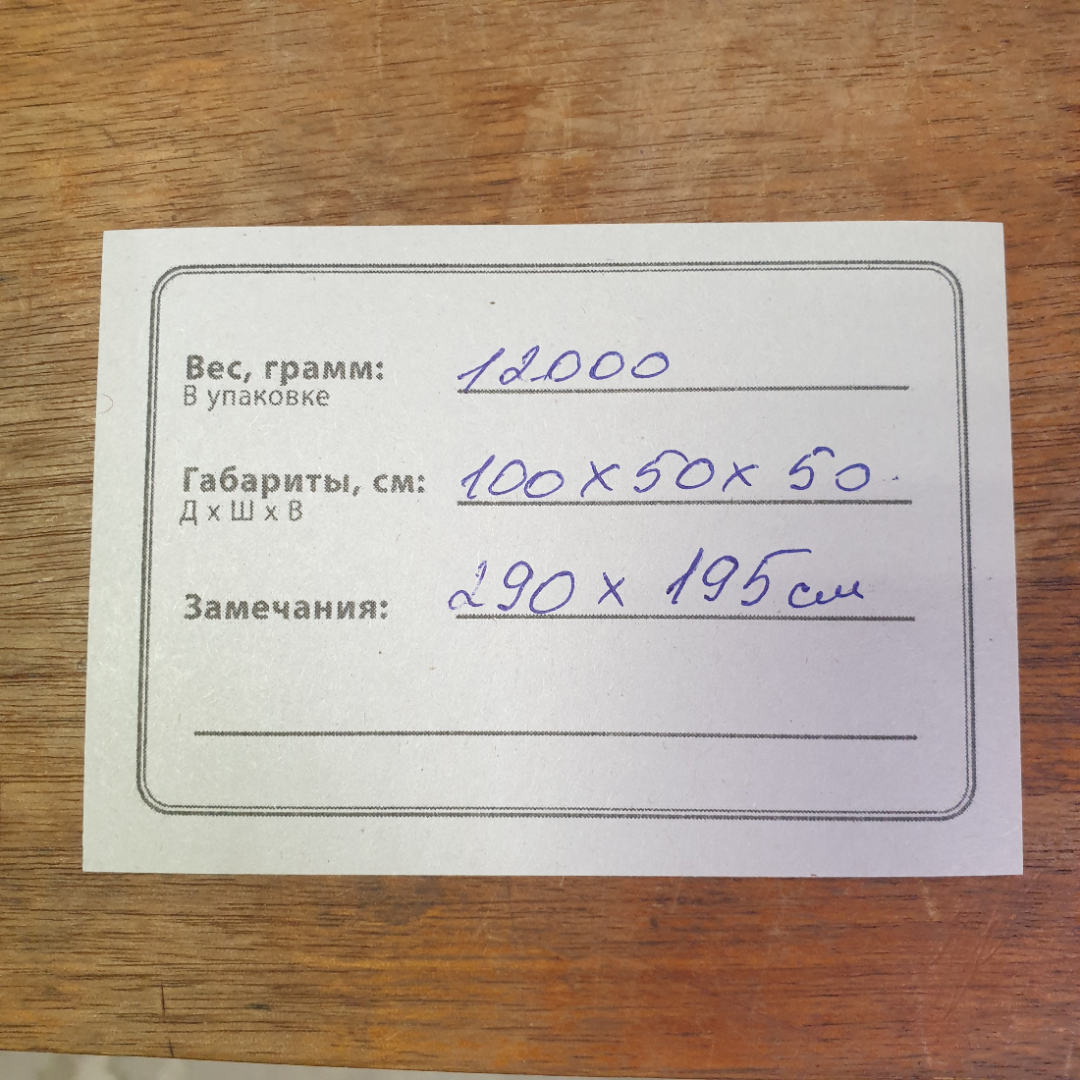 Вес, грамм: 12000
В упаковке
Габариты, см: 100 х 50 х 50
Д х Ш х В
Замечания: 290 х 195 см